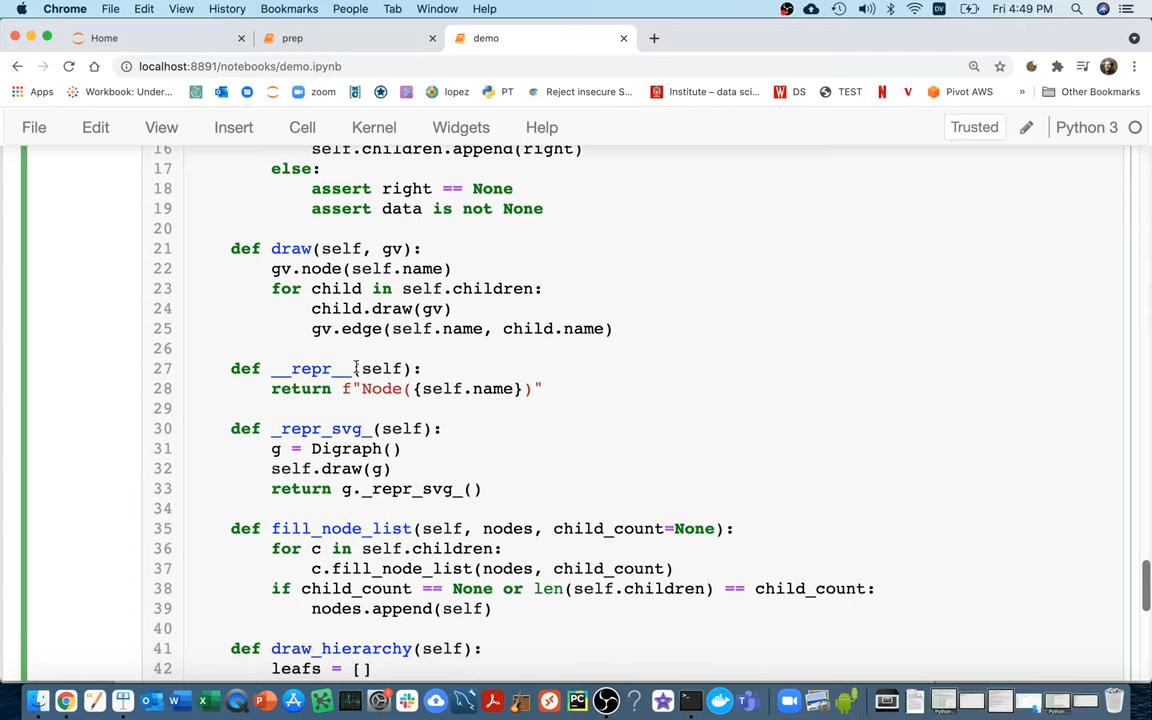 Chrome File Edit View History Bookmarks People Tab Window Help Fri 4:49 PM
Home prep demo
localhost:8891/notebooks/demo.ipynb
Apps Workbook: Under... zoom lopez PT Reject insecure S... Institute – data sci... DS TEST Pivot AWS » Other Bookmarks
File Edit View Insert Cell Kernel Widgets Help Trusted Python 3
16 self.children.append(right)
17 else:
18 assert right == None
19 assert data is not None
20
21 def draw(self, gv):
22 gv.node(self.name)
23 for child in self.children:
24 child.draw(gv)
25 gv.edge(self.name, child.name)
26
27 def __repr__(self):
28 return f"Node({self.name})"
29
30 def _repr_svg_(self):
31 g = Digraph()
32 self.draw(g)
33 return g._repr_svg_()
34
35 def fill_node_list(self, nodes, child_count=None):
36 for c in self.children:
37 c.fill_node_list(nodes, child_count)
38 if child_count == None or len(self.children) == child_count:
39 nodes.append(self)
40
41 def draw_hierarchy(self):
42 leafs = []